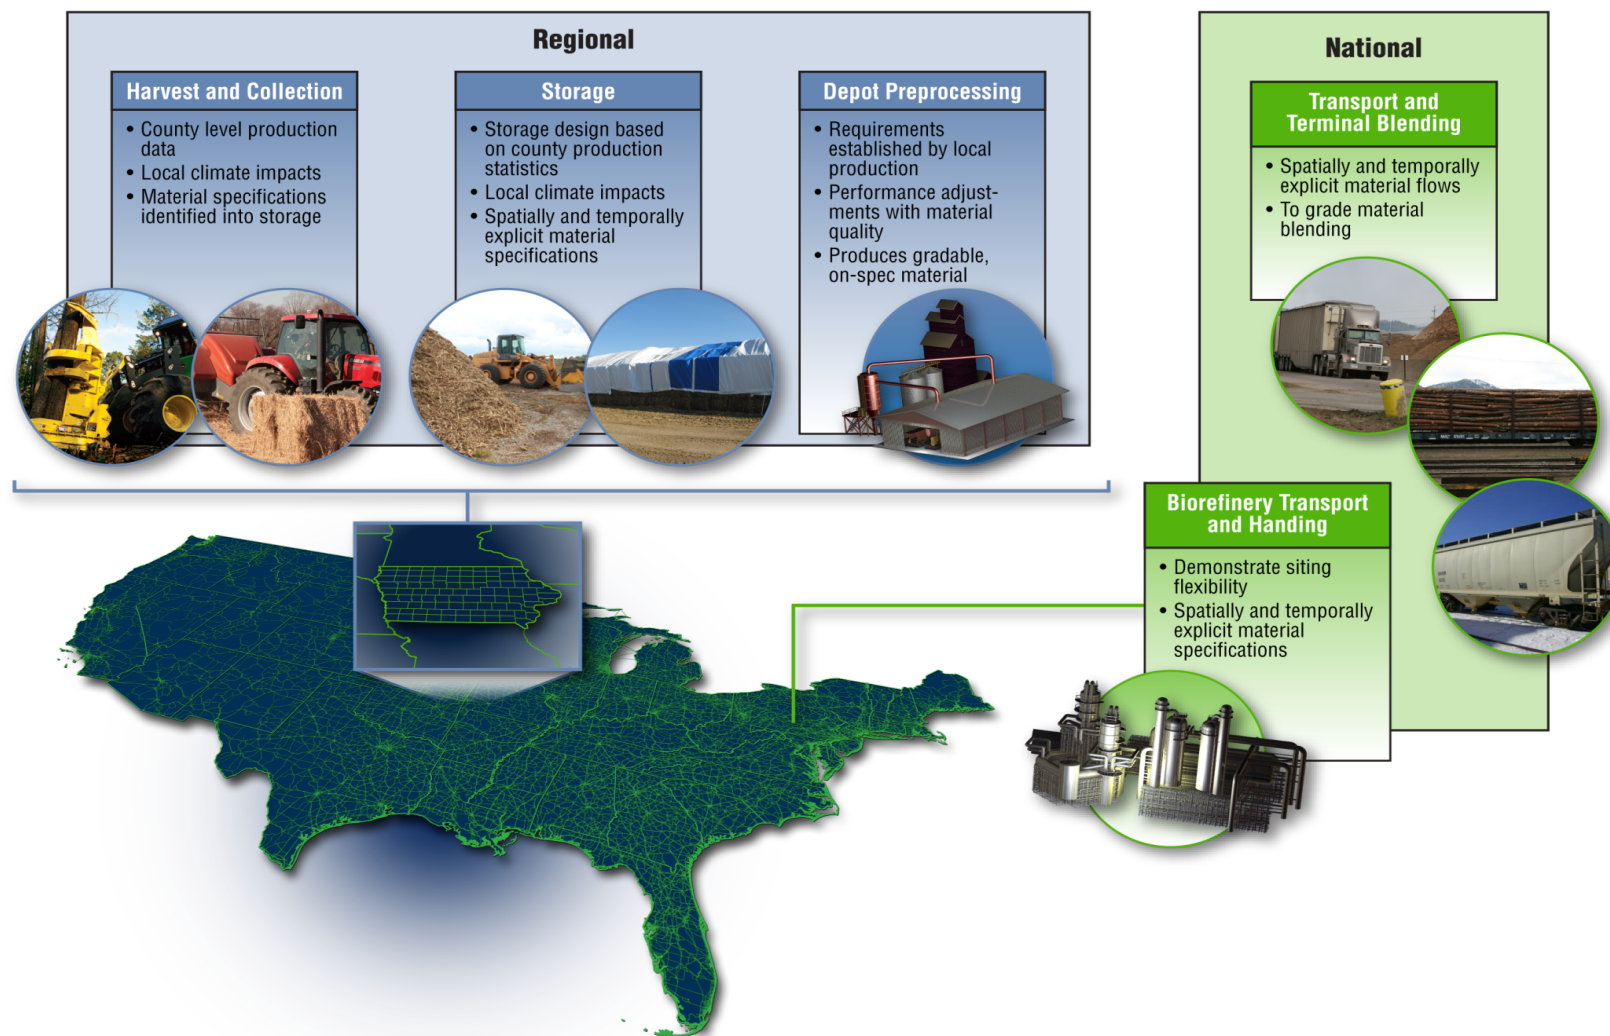 Regional
Harvest and Collection
• County level production
data
• Local climate impacts
• Material specifications
identified into storage
Storage
• Storage design based
on county production
statistics
• Local climate impacts
• Spatially and temporally
explicit material
specifications
Depot Preprocessing
• Requirements
established by local
production
• Performance adjust-
ments with material
quality
• Produces gradable,
on-spec material
National
Transport and
Terminal Blending
• Spatially and temporally
explicit material flows
• To grade material
blending
Biorefinery Transport
and Handing
• Demonstrate siting
flexibility
• Spatially and temporally
explicit material
specifications